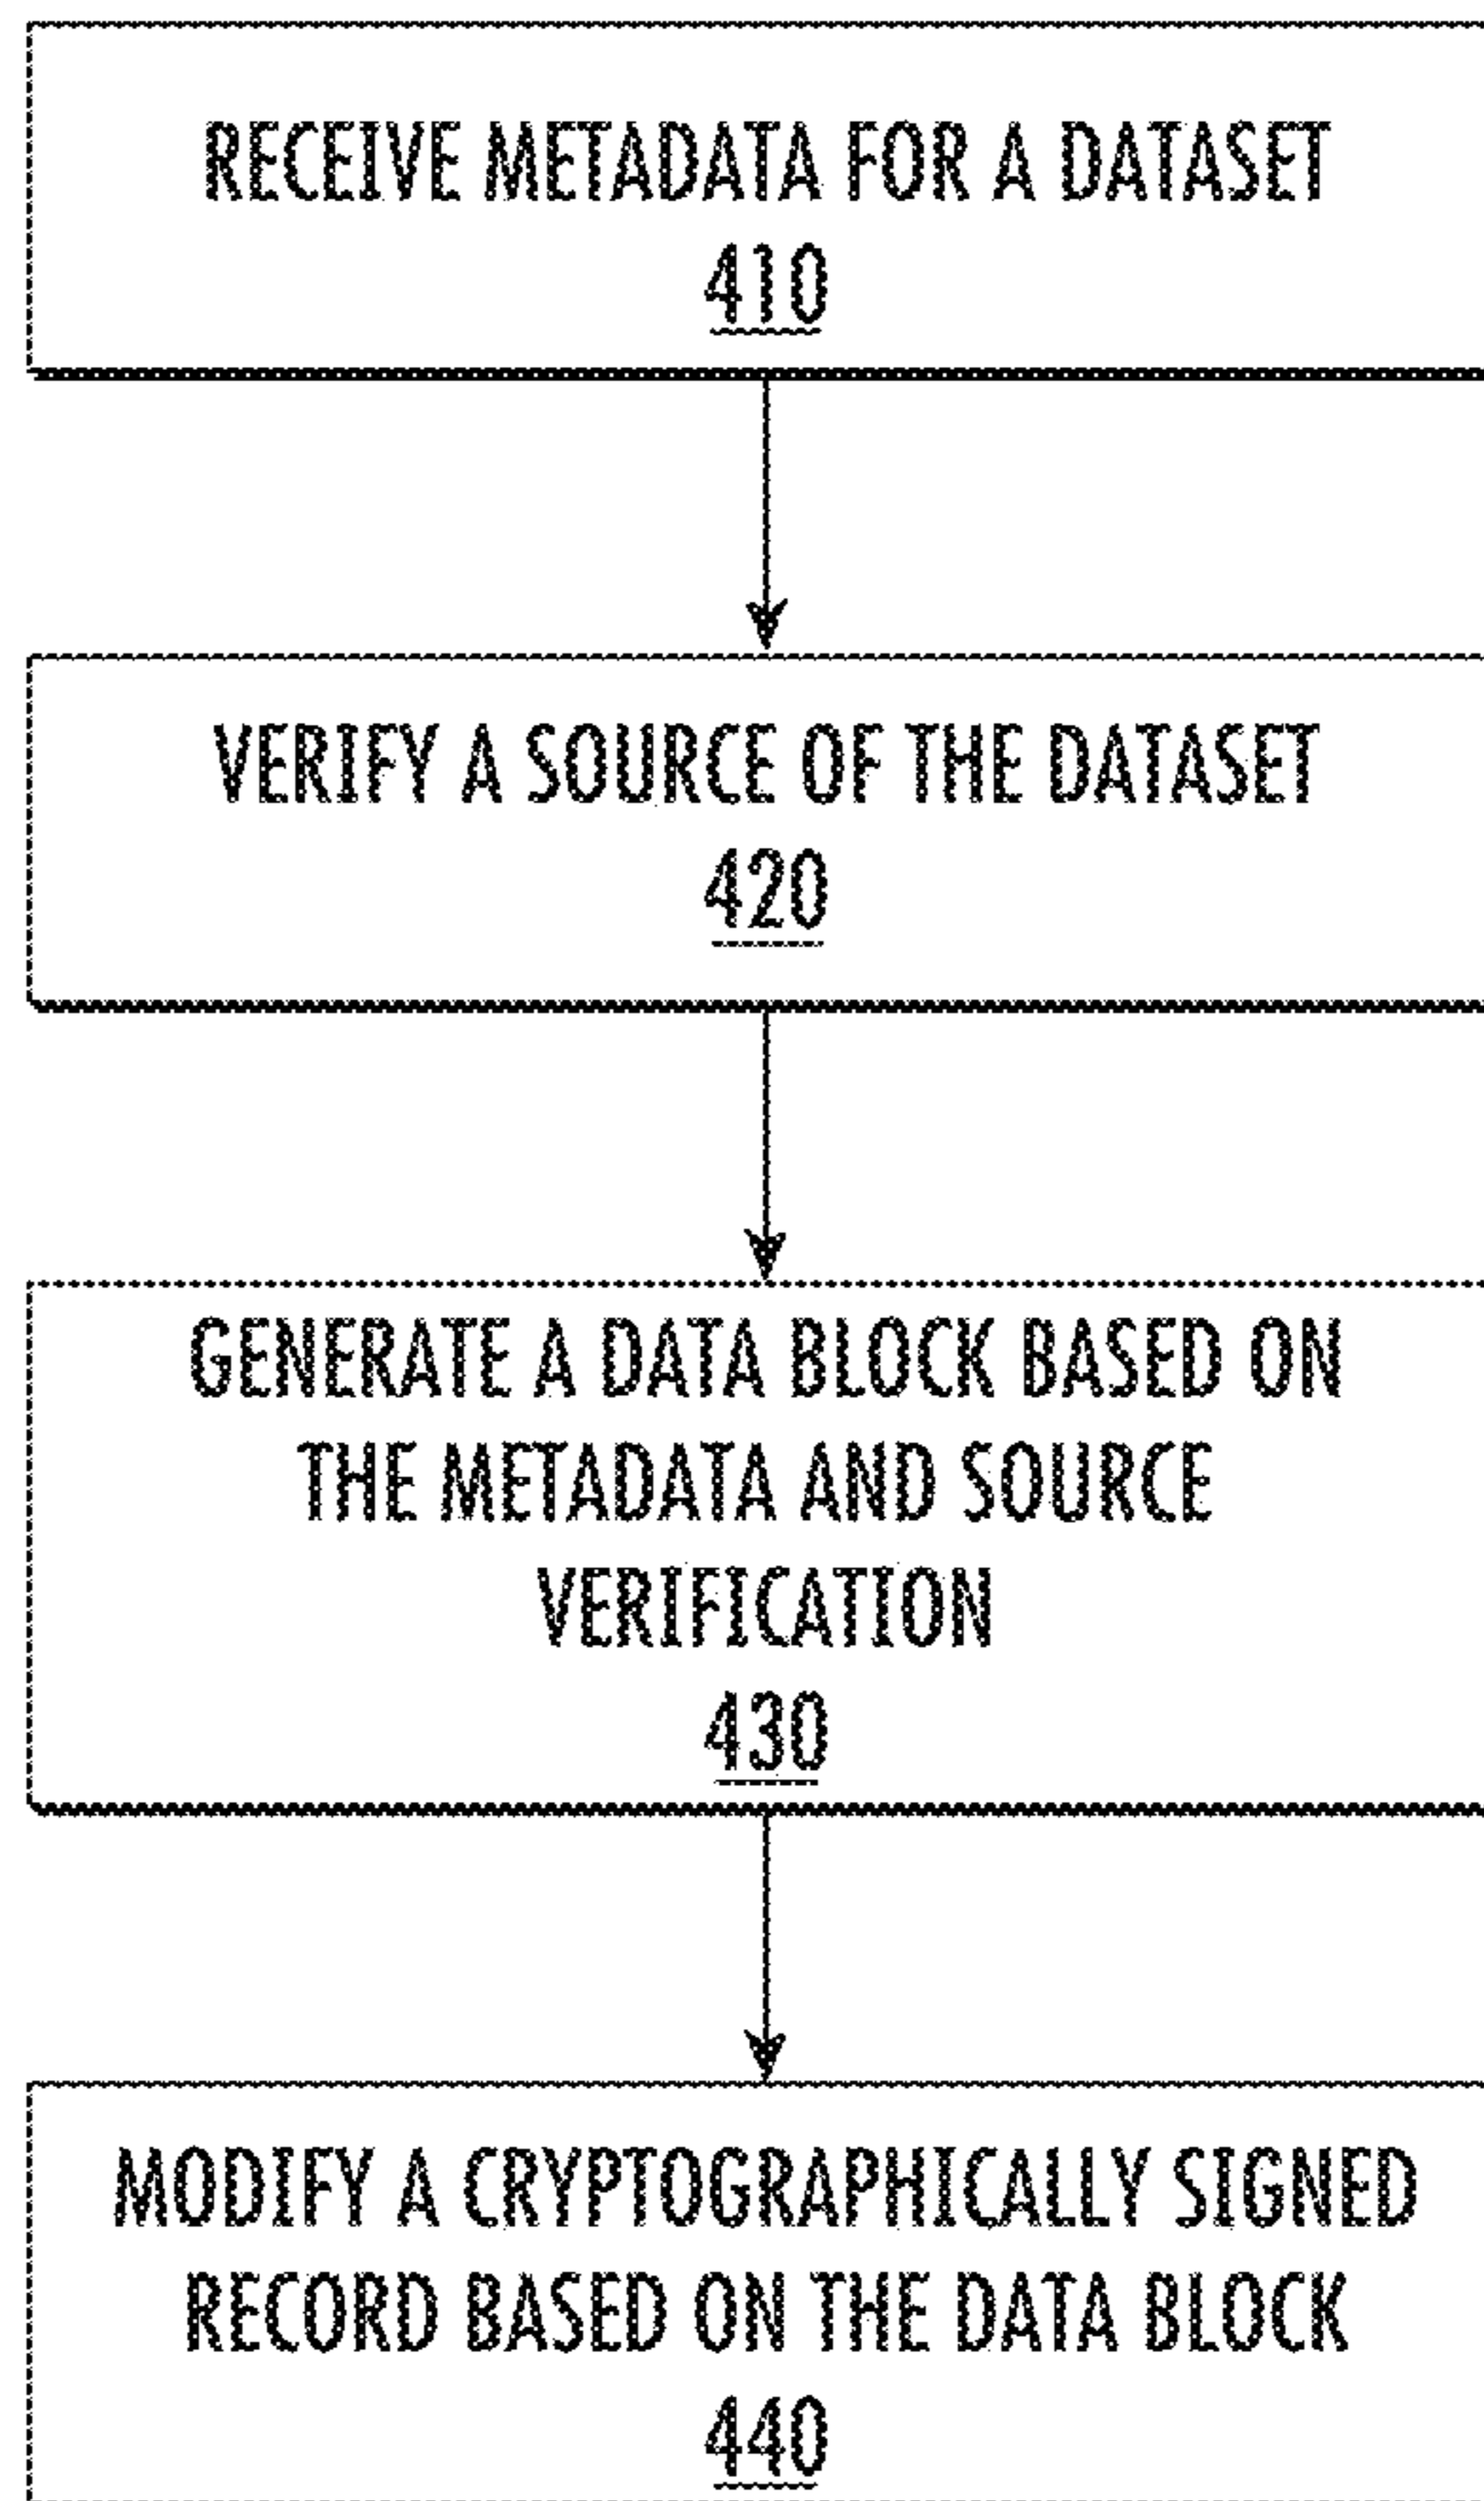 RECEIVE METADATA FOR A DATASET
410
VERIFY A SOURCE OF THE DATASET
420
GENERATE A DATA BLOCK BASED ON
THE METADATA AND SOURCE
VERIFICATION
430
MODIFY A CRYPTOGRAPHICALLY SIGNED
RECORD BASED ON THE DATA BLOCK
440